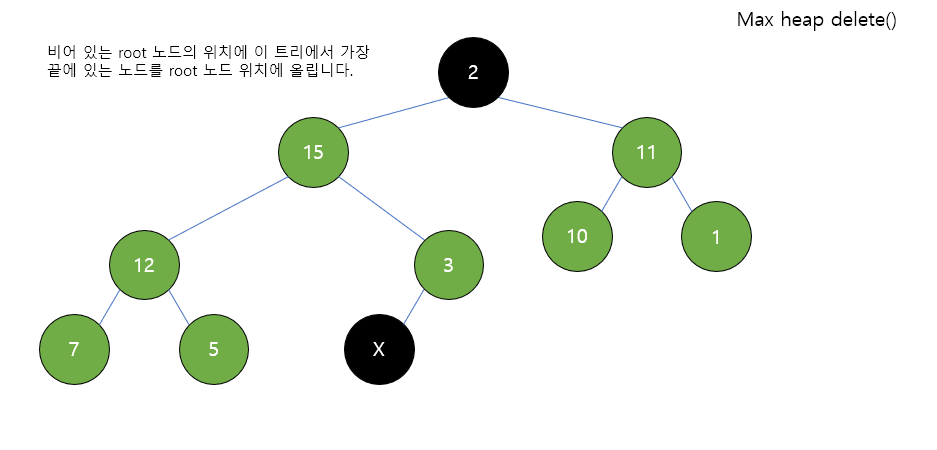 Max heap delete()
비어 있는 root 노드의 위치에 이 트리에서 가장
끝에 있는 노드를 root 노드 위치에 올립니다.
2
15
11
10
1
12
3
7
5
X